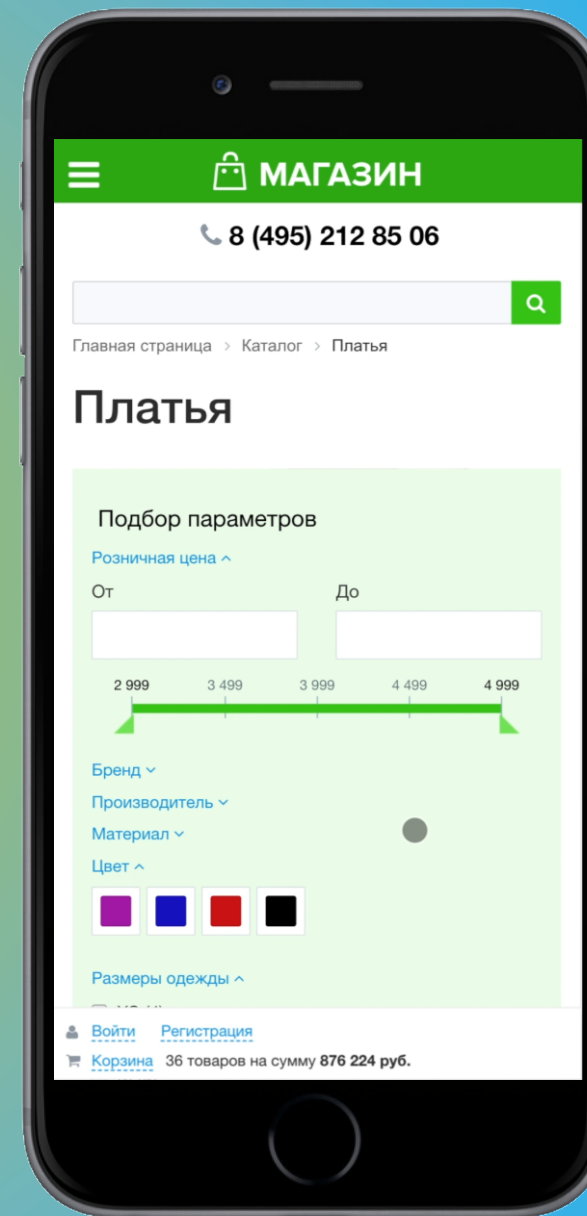 МАГАЗИН
8 (495) 212 85 06
Главная страница > Каталог > Платья
Платья
Подбор параметров
Розничная цена
От До
2 999 3 499 3 999 4 499 4 999
Бренд
Производитель
Материал
Цвет
Размеры одежды
Войти Регистрация
Корзина 36 товаров на сумму 876 224 руб.